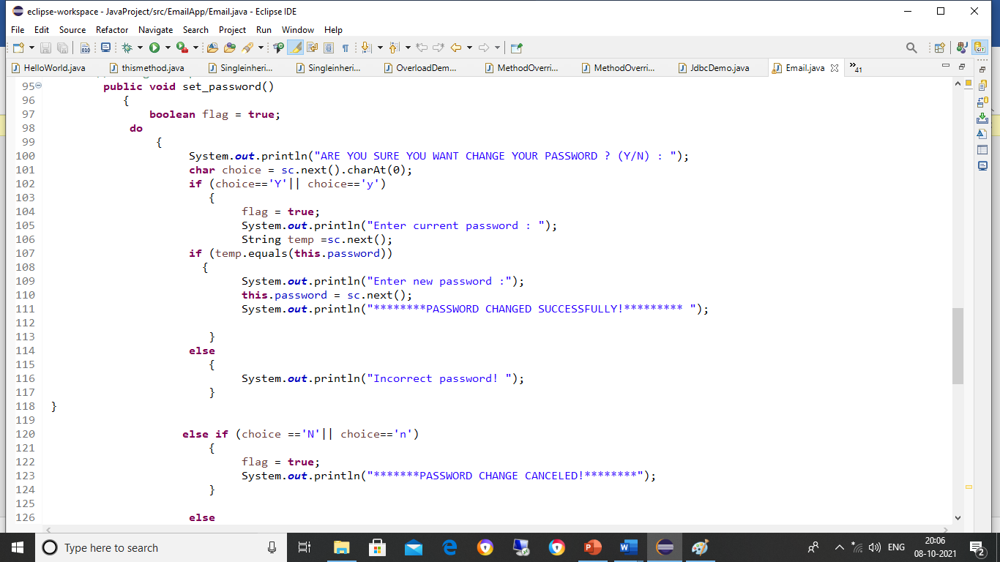 eclipse-workspace - JavaProject/src/EmailApp/Email.java - Eclipse IDE
File Edit Source Refactor Navigate Search Project Run Window Help
HelloWorld.java thismethod.java Singleinheri... Singleinheri... OverloadDem... MethodOverri... MethodOverri... JdbcDemo.java Email.java »41
95 public void set_password()
96 {
97 boolean flag = true;
98 do
99 {
100 System.out.println("ARE YOU SURE YOU WANT CHANGE YOUR PASSWORD ? (Y/N) : ");
101 char choice = sc.next().charAt(0);
102 if (choice=='Y'|| choice=='y')
103 {
104 flag = true;
105 System.out.println("Enter current password : ");
106 String temp =sc.next();
107 if (temp.equals(this.password))
108 {
109 System.out.println("Enter new password :");
110 this.password = sc.next();
111 System.out.println("********PASSWORD CHANGED SUCCESSFULLY!********* ");
112
113 }
114 else
115 {
116 System.out.println("Incorrect password! ");
117 }
118 }
119
120 else if (choice =='N'|| choice=='n')
121 {
122 flag = true;
123 System.out.println("*******PASSWORD CHANGE CANCELED!********");
124 }
125
126 else
Type here to search
ENG
20:06
08-10-2021
2